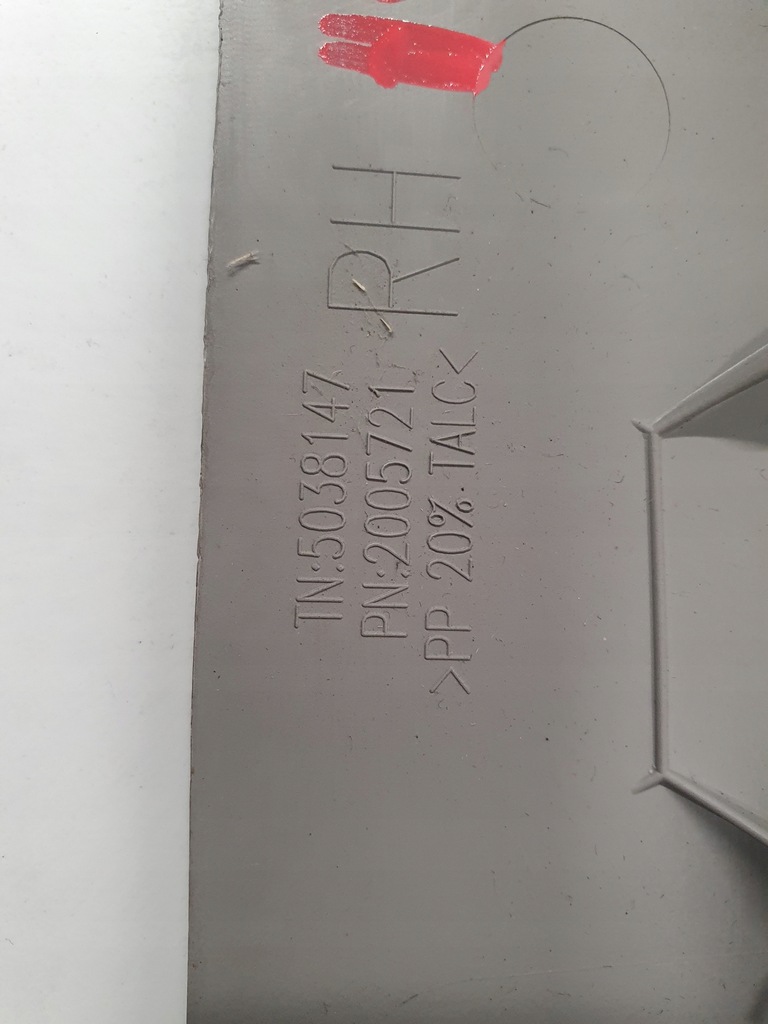 TN:5038147
PN:2005721
>PP 20% TALC<
RH